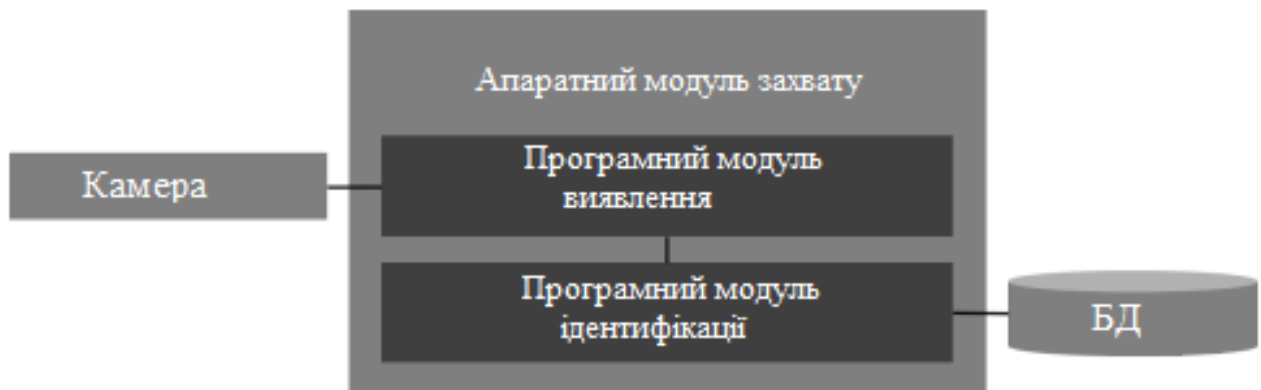 Апаратний модуль захвату
Програмний модуль
виявлення
Камера
Програмний модуль
ідентифікації
БД